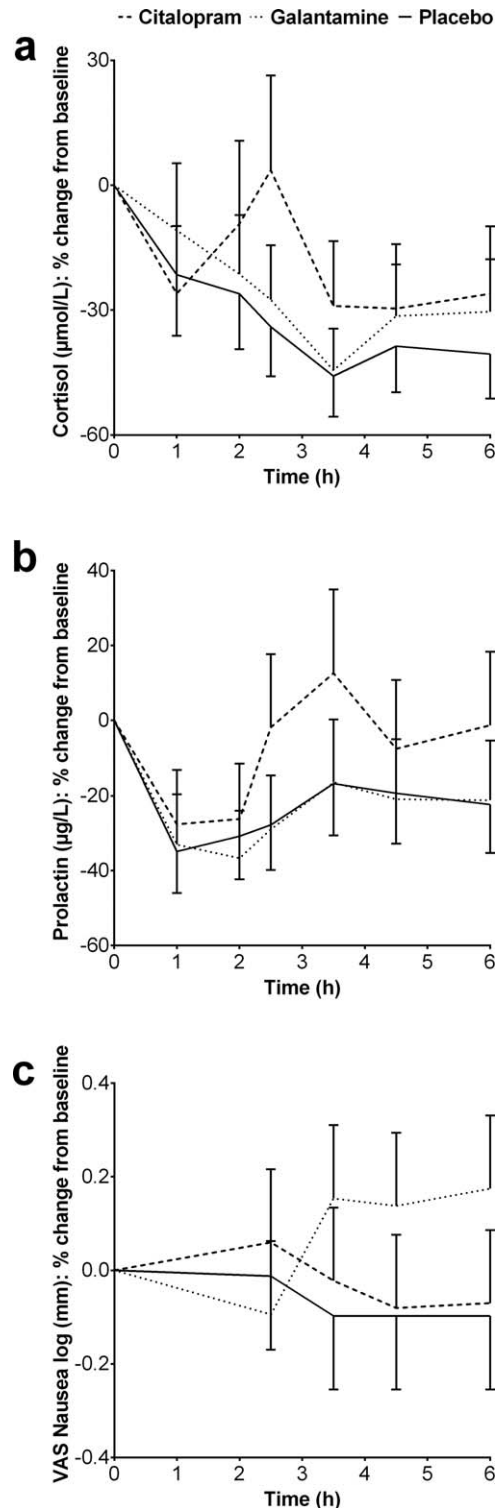 Citalopram Galantamine Placebo
a
Cortisol (µmol/L): % change from baseline
30
0
-30
-60
0 1 2 3 4 5 6
Time (h)
b
Prolactin (µg/L): % change from baseline
40
20
0
-20
-40
-60
0 1 2 3 4 5 6
Time (h)
c
VAS Nausea log (mm): % change from baseline
0.4
0.2
0.0
-0.2
-0.4
0 1 2 3 4 5 6
Time (h)